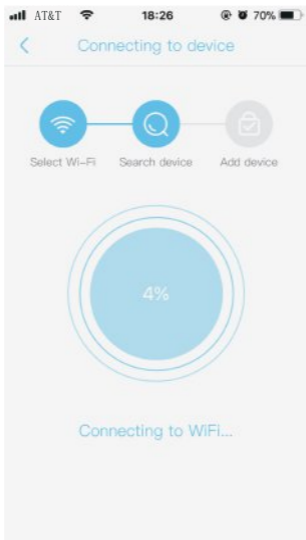 AT&T 18:26 70%
Connecting to device
Select Wi-Fi Search device Add device
4%
Connecting to WiFi...